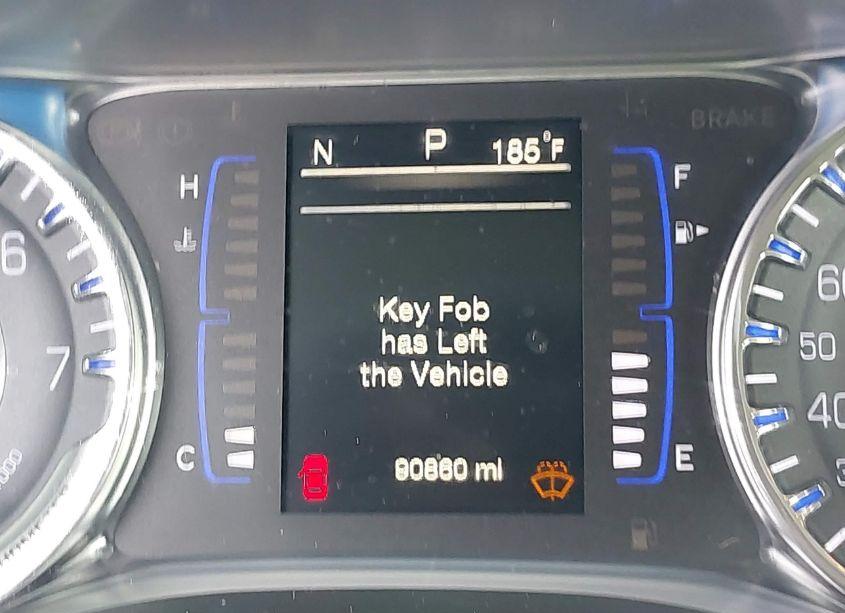 BRAKE
N P 185°F
H F
6
60
Key Fob
has Left
the Vehicle
50
7
40
C E
90860 mi